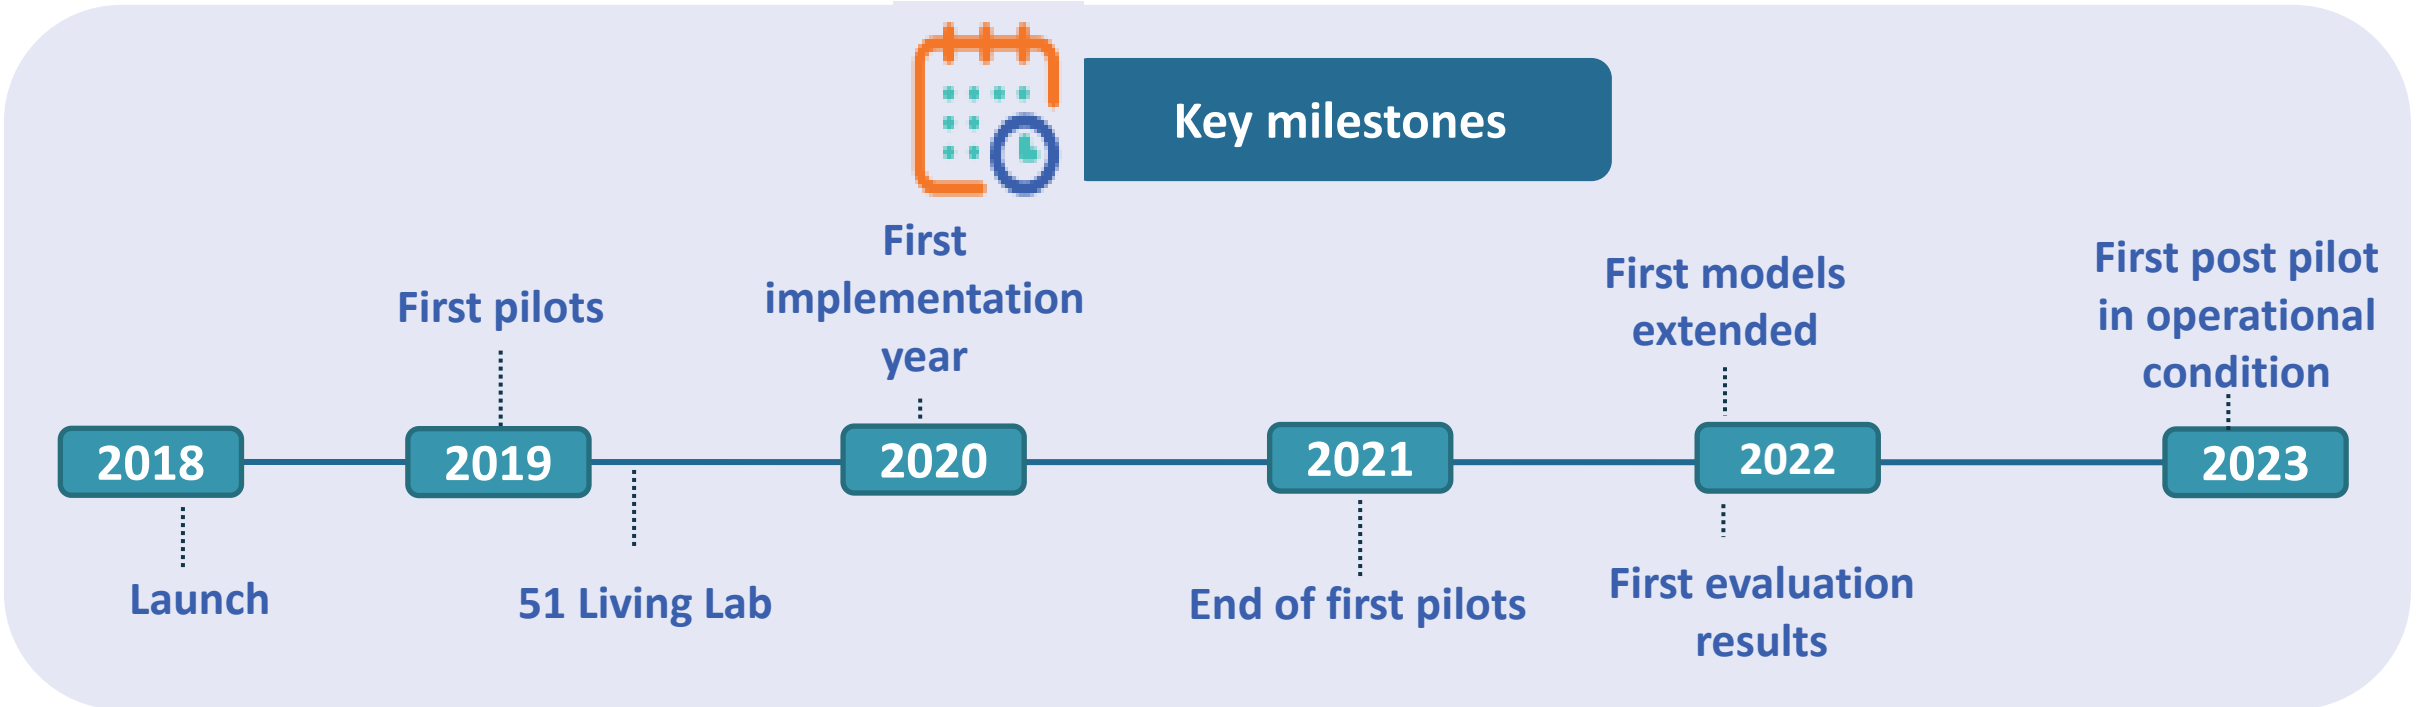 Key milestones
First pilots
First
implementation
year
First models
extended
First post pilot
in operational
condition
2018
2019
2020
2021
2022
2023
Launch
51 Living Lab
End of first pilots
First evaluation
results